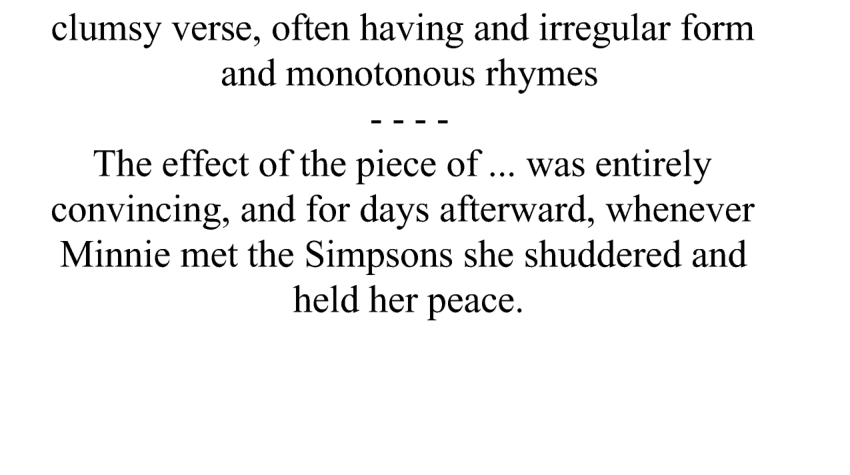 clumsy verse, often having and irregular form
and monotonous rhymes
- - - -
The effect of the piece of ... was entirely
convincing, and for days afterward, whenever
Minnie met the Simpsons she shuddered and
held her peace.